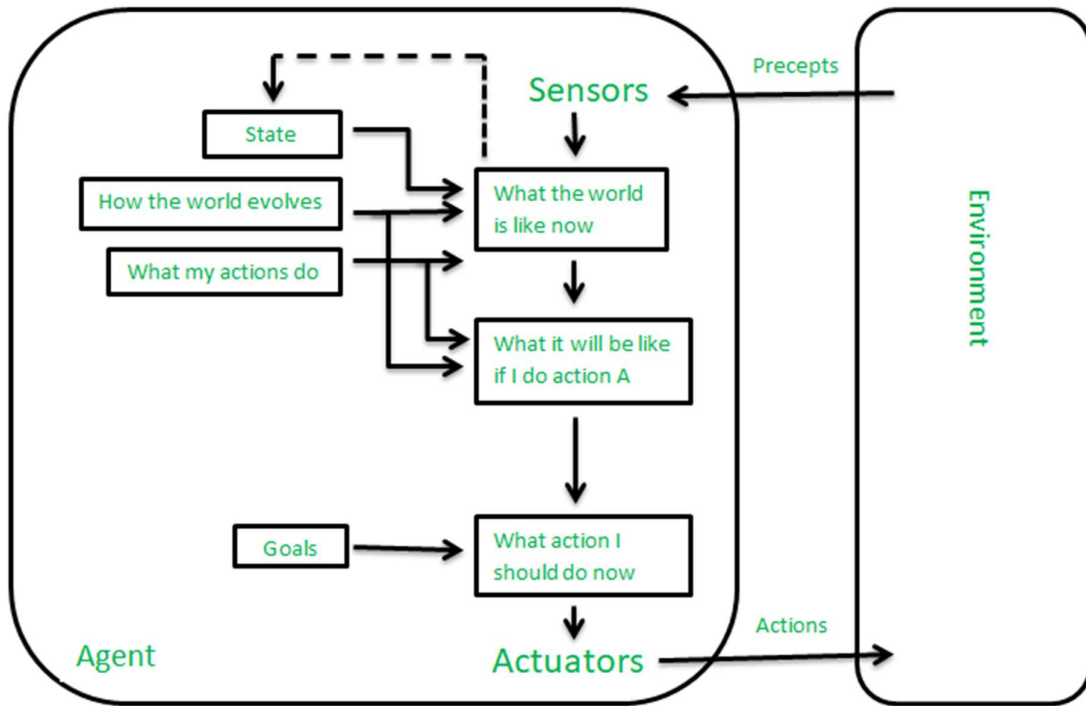 Precepts
Sensors
State
What the world
is like now
How the world evolves
What my actions do
What it will be like
if I do action A
Environment
Goals
What action I
should do now
Actions
Agent
Actuators